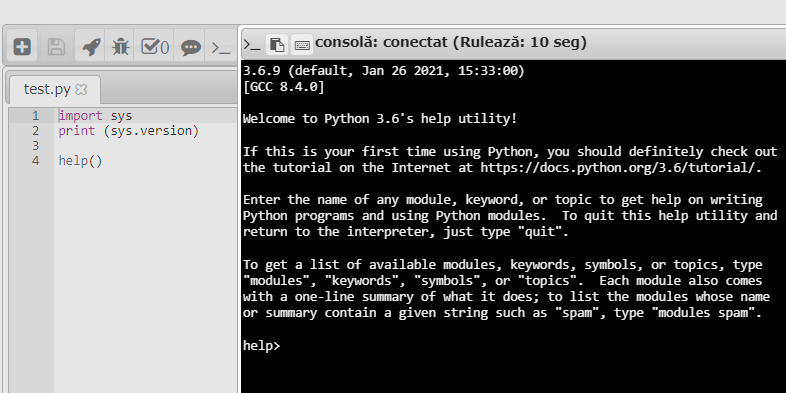 consolă: conectat (Rulează: 10 seg)
test.py
1 import sys
2 print (sys.version)
3
4 help()
3.6.9 (default, Jan 26 2021, 15:33:00)
[GCC 8.4.0]
Welcome to Python 3.6's help utility!
If this is your first time using Python, you should definitely check out
the tutorial on the Internet at https://docs.python.org/3.6/tutorial/.
Enter the name of any module, keyword, or topic to get help on writing
Python programs and using Python modules.  To quit this help utility and
return to the interpreter, just type "quit".
To get a list of available modules, keywords, symbols, or topics, type
"modules", "keywords", "symbols", or "topics".  Each module also comes
with a one-line summary of what it does; to list the modules whose name
or summary contain a given string such as "spam", type "modules spam".
help>